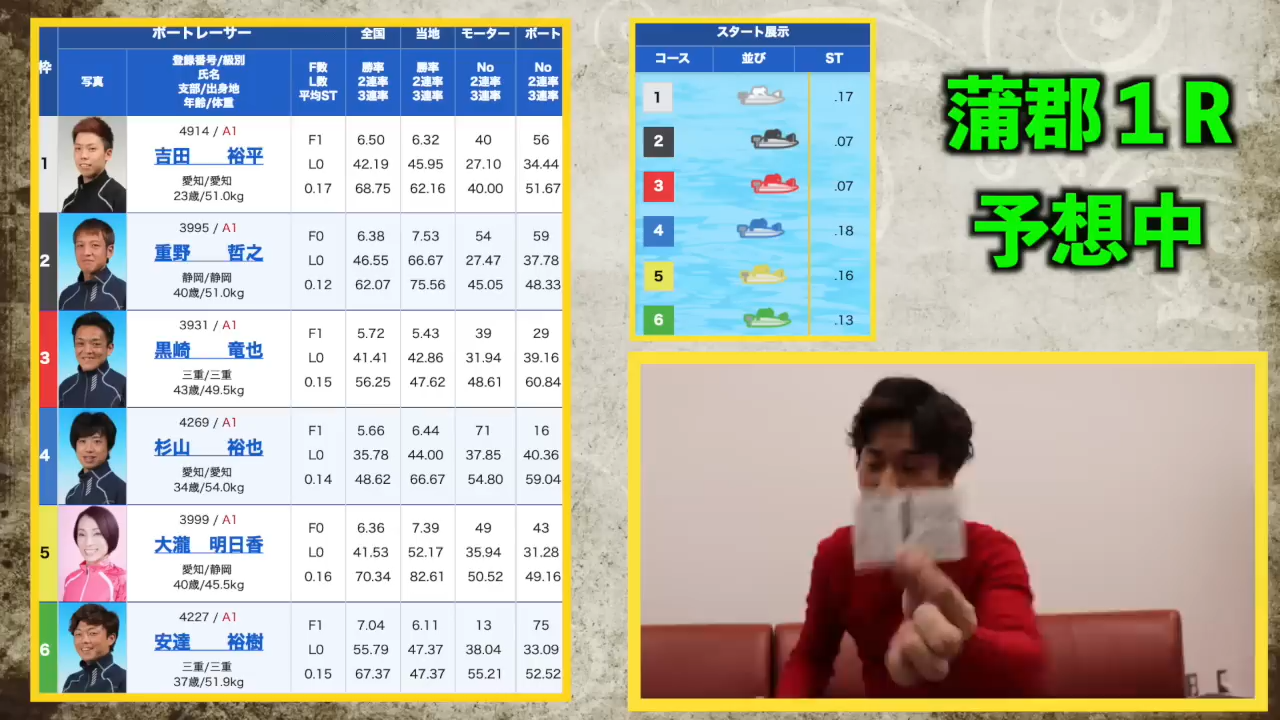 ボートレーサー 全国 当地 モーター ボート
枠 写真 登録番号/級別 氏名 支部/出身地 年齢/体重 F数 L数 平均ST 勝率 2連率 3連率 勝率 2連率 3連率 No 2連率 3連率 No 2連率 3連率
1 4914 / A1 吉田 裕平 愛知/愛知 23歳/51.0kg F1 L0 0.17 6.50 42.19 68.75 6.32 45.95 62.16 40 27.10 40.00 56 34.44 51.67
2 3995 / A1 重野 哲之 静岡/静岡 40歳/51.0kg F0 L0 0.12 6.38 46.55 62.07 7.53 66.67 75.56 54 27.47 45.05 59 37.78 48.33
3 3931 / A1 黒崎 竜也 三重/三重 43歳/49.5kg F1 L0 0.15 5.72 41.41 56.25 5.43 42.86 47.62 39 31.94 48.61 29 39.16 60.84
4 4269 / A1 杉山 裕也 愛知/愛知 34歳/54.0kg F1 L0 0.14 5.66 35.78 48.62 6.44 44.00 66.67 71 37.85 54.80 16 40.36 59.04
5 3999 / A1 大瀧 明日香 愛知/静岡 40歳/45.5kg F0 L0 0.16 6.36 41.53 70.34 7.39 52.17 82.61 49 35.94 50.52 43 31.28 49.16
6 4227 / A1 安達 裕樹 三重/三重 37歳/51.9kg F1 L0 0.15 7.04 55.79 67.37 6.11 47.37 47.37 13 38.04 55.21 75 33.09 52.52
スタート展示
コース 並び ST
1 .17
2 .07
3 .07
4 .18
5 .16
6 .13
蒲郡1R
予想中